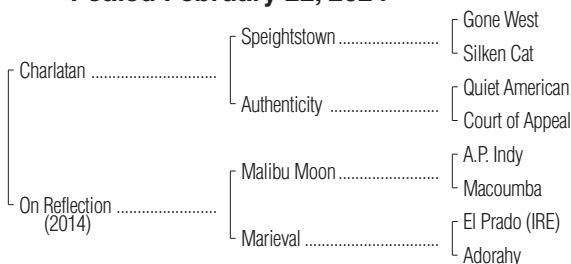 Foaled February 22,
Gone West
Speightstown
Silken Cat
Charlatan
Quiet American
Authenticity
Court of Appeal
A.P. Indy
Malibu Moon
Macoumba
On Reflection
(2014)
El Prado (IRE)
Marieval
Adorahy